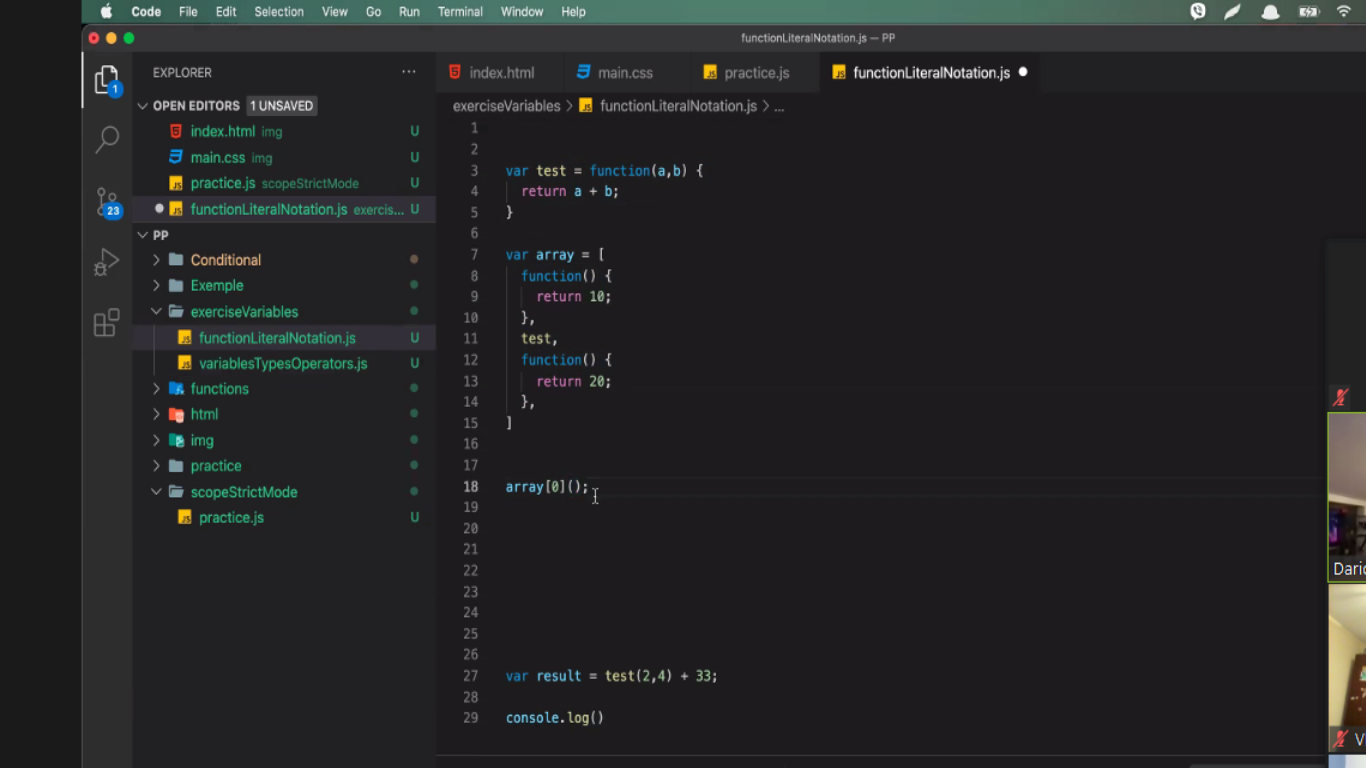 Code File Edit Selection View Go Run Terminal Window Help
functionLiteralNotation.js — PP
EXPLORER ...
index.html main.css practice.js functionLiteralNotation.js
OPEN EDITORS 1 UNSAVED
index.html img U
main.css img U
practice.js scopeStrictMode U
functionLiteralNotation.js exercis... U
PP
Conditional
Exemple
exerciseVariables
functionLiteralNotation.js U
variablesTypesOperators.js U
functions
html
img
practice
scopeStrictMode
practice.js U
1
23
exerciseVariables > functionLiteralNotation.js > ...
1
2
3 var test = function(a,b) {
4 return a + b;
5 }
6
7 var array = [
8 function() {
9 return 10;
10 },
11 test,
12 function() {
13 return 20;
14 },
15 ]
16
17
18 array[0]();
19
20
21
22
23
24
25
26
27 var result = test(2,4) + 33;
28
29 console.log()
Dari
V